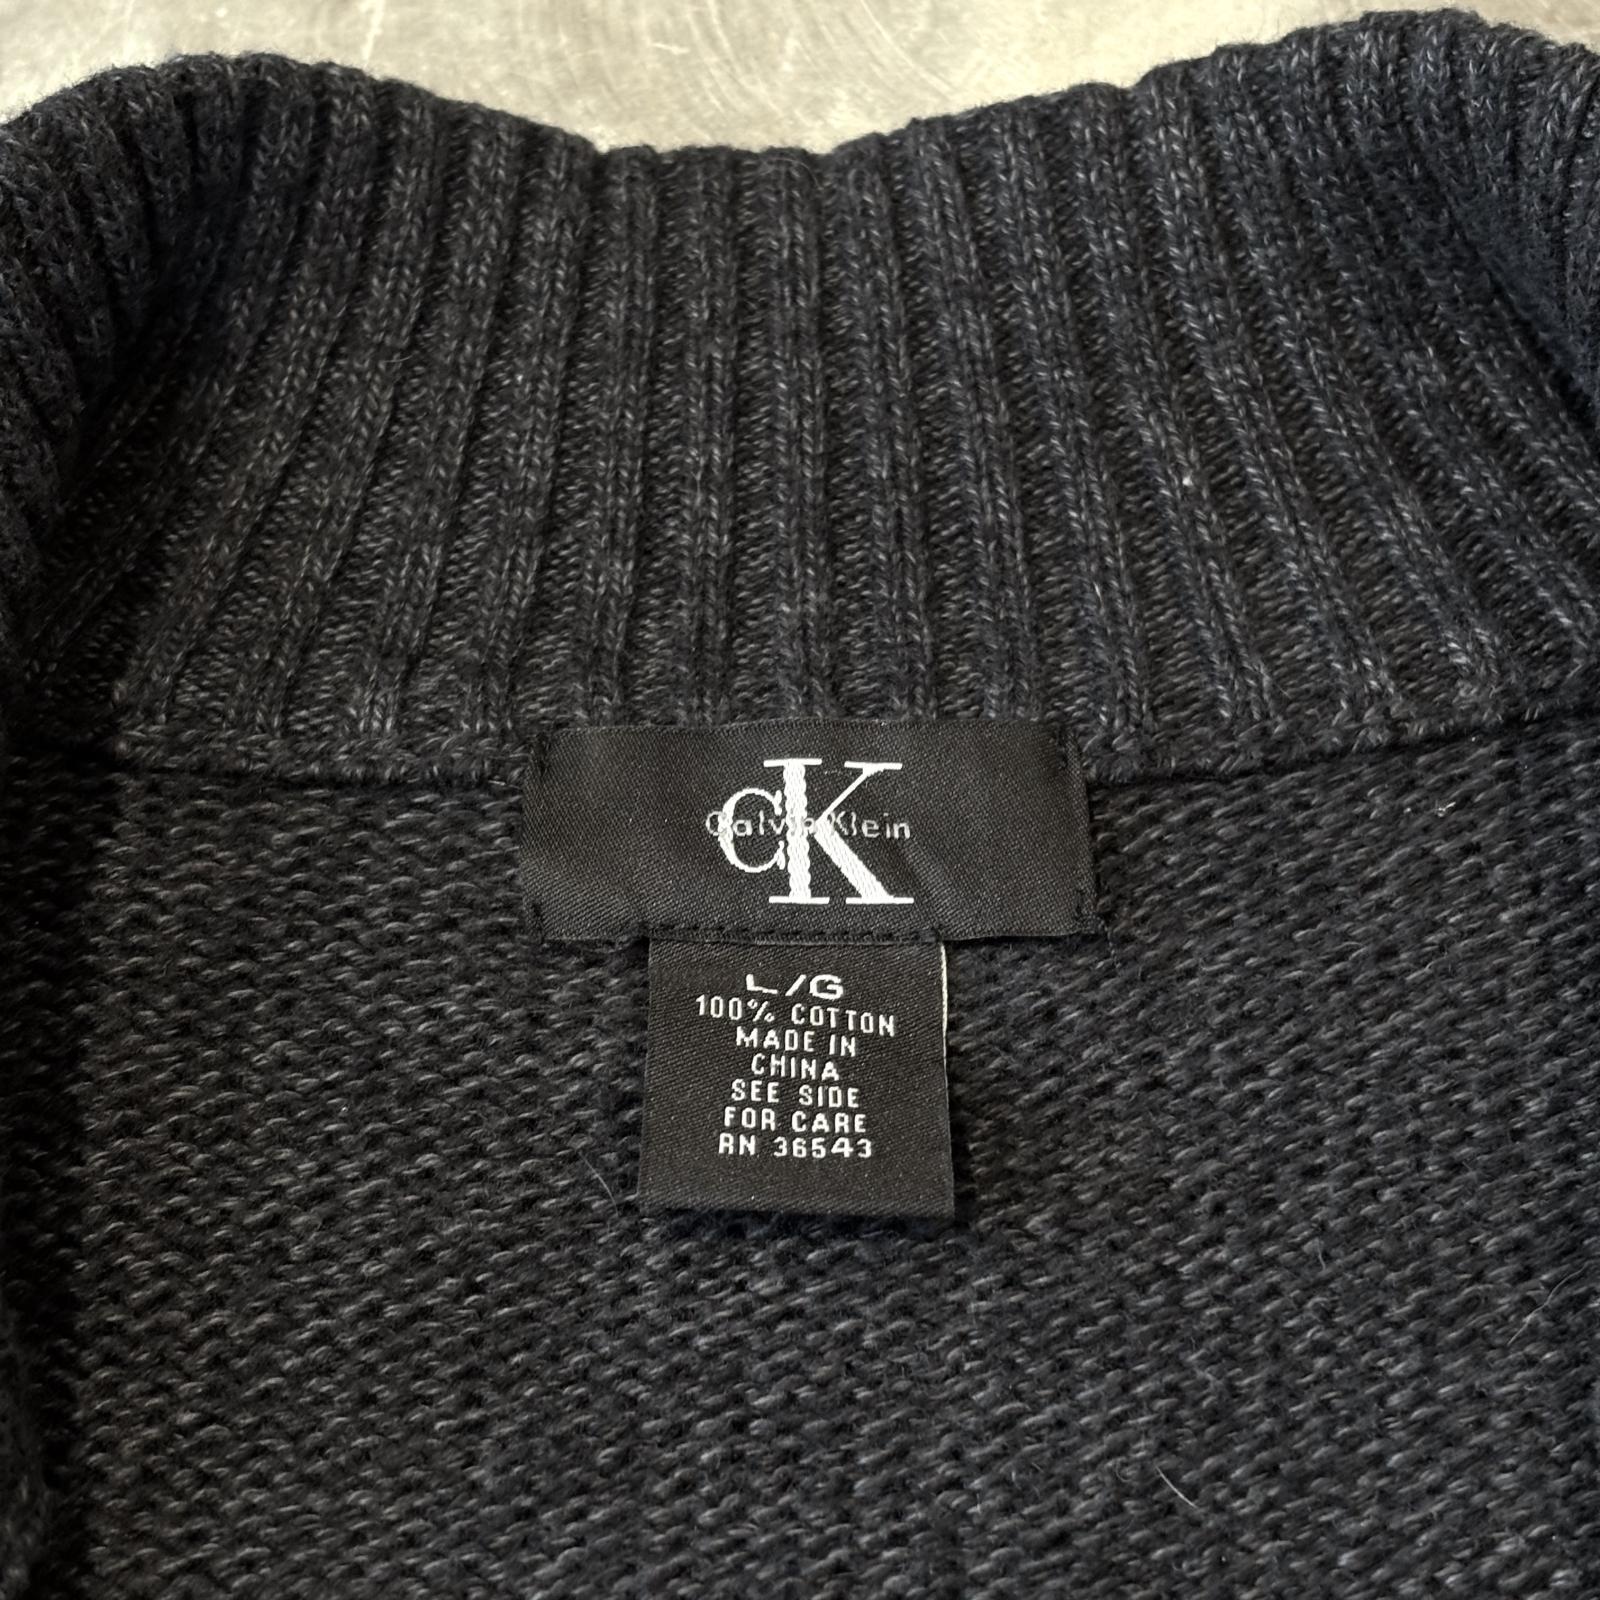 cK
Calvin Klein
L/G
100% COTTON
MADE IN
CHINA
SEE SIDE
FOR CARE
RN 36543